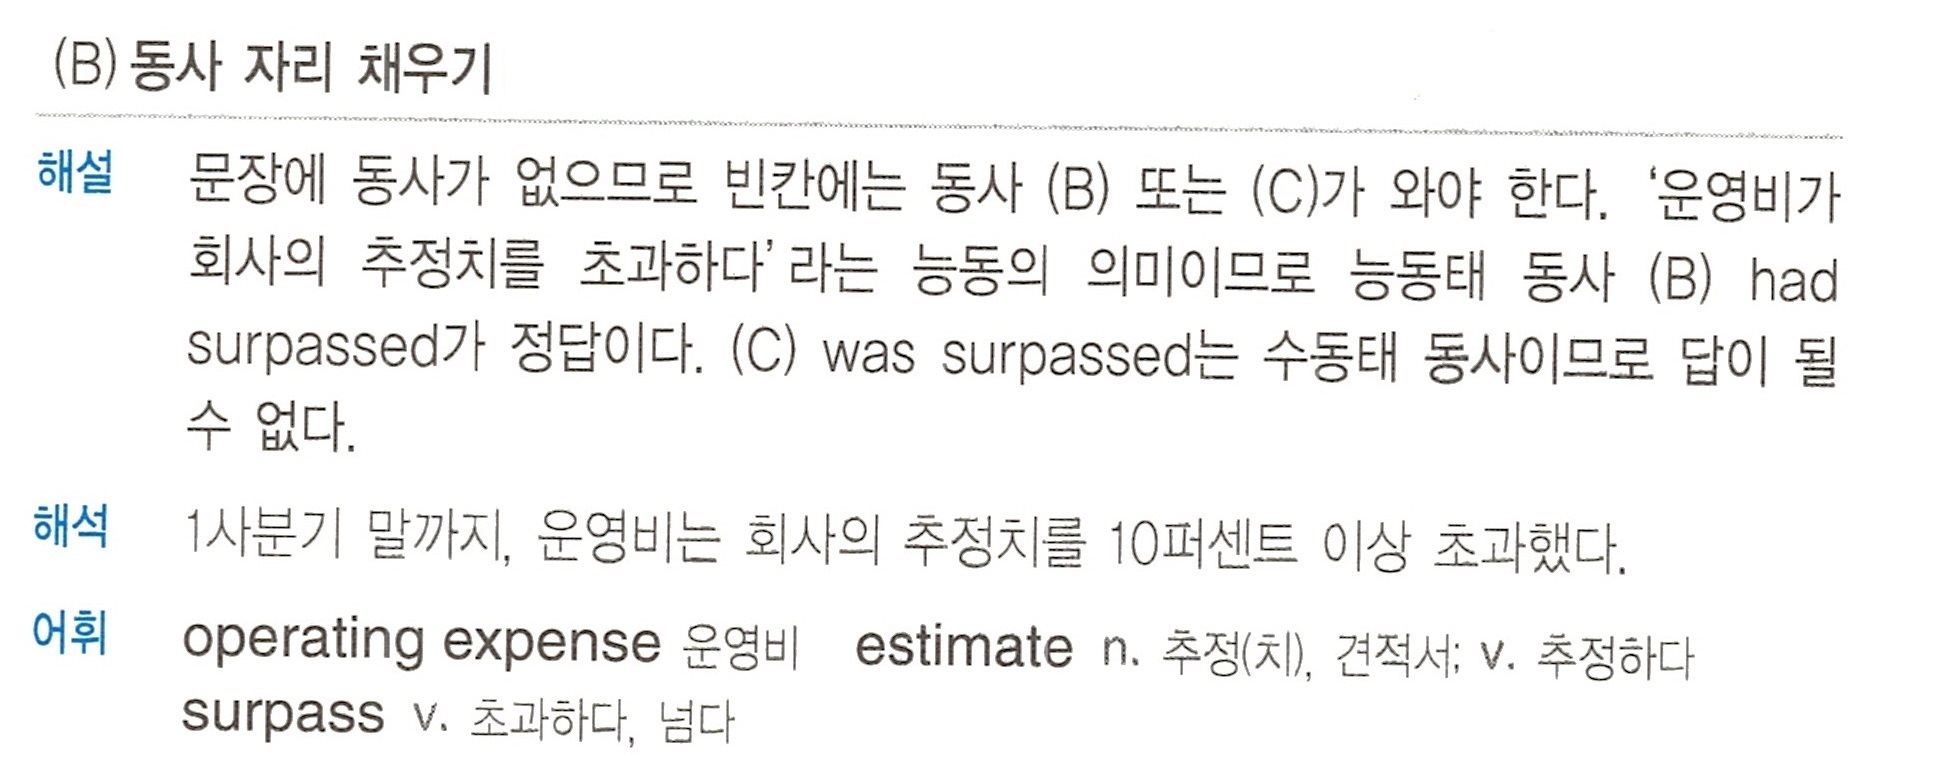 (B) 동사 자리 채우기
해설 문장에 동사가 없으므로 빈칸에는 동사 (B) 또는 (C)가 와야 한다. ‘운영비가
회사의 추정치를 초과하다’라는 능동의 의미이므로 능동태 동사 (B) had
surpassed가 정답이다. (C) was surpassed는 수동태 동사이므로 답이 될
수 없다.
해석 1사분기 말까지, 운영비는 회사의 추정치를 10퍼센트 이상 초과했다.
어휘 operating expense 운영비 estimate n. 추정(치), 견적서; v. 추정하다
surpass v. 초과하다, 넘다